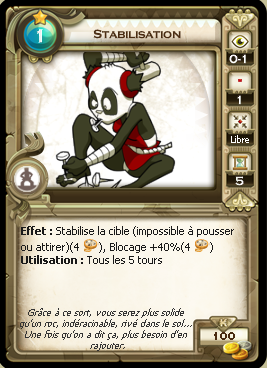 1
STABILISATION
0-1
1
Libre
5
Effet : Stabilise la cible (impossible à pousser
ou attirer)(4 ), Blocage +40%(4 )
Utilisation : Tous les 5 tours
Grâce à ce sort, vous serez plus solide
qu'un roc, indéracinable, rivé dans le sol...
Une fois qu'on a dit ça, plus besoin d'en
rajouter.
K
100